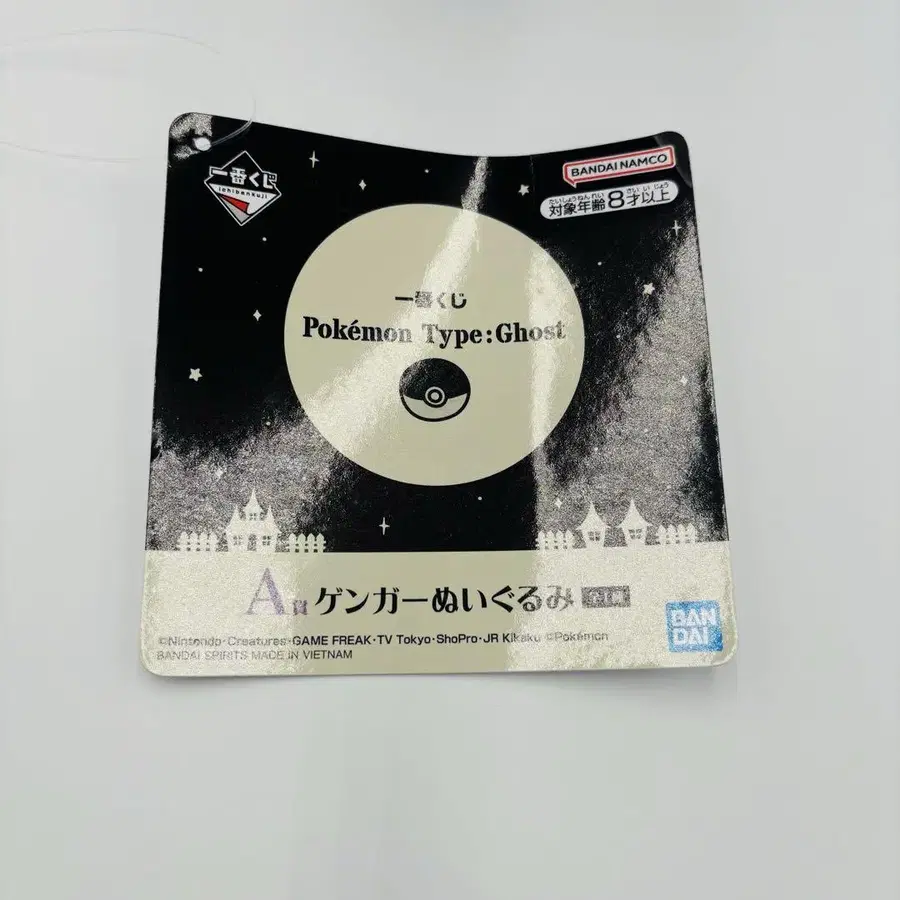 一番くじ
ichibankuji
BANDAI NAMCO
たいしょうねんれい さいいじょう
対象年齢8才以上
一番くじ
Pokémon Type:Ghost
A賞 ゲンガーぬいぐるみ 全1種
BANDAI
©Nintendo・Creatures・GAME FREAK・TV Tokyo・ShoPro・JR Kikaku ©Pokémon
BANDAI SPIRITS MADE IN VIETNAM